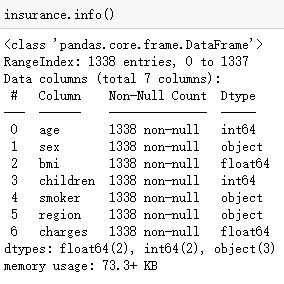 insurance.info()
<class 'pandas.core.frame.DataFrame'>
RangeIndex: 1338 entries, 0 to 1337
Data columns (total 7 columns):
 #   Column    Non-Null Count  Dtype
---  ------    --------------  -----
 0   age       1338 non-null   int64
 1   sex       1338 non-null   object
 2   bmi       1338 non-null   float64
 3   children  1338 non-null   int64
 4   smoker    1338 non-null   object
 5   region    1338 non-null   object
 6   charges   1338 non-null   float64
dtypes: float64(2), int64(2), object(3)
memory usage: 73.3+ KB